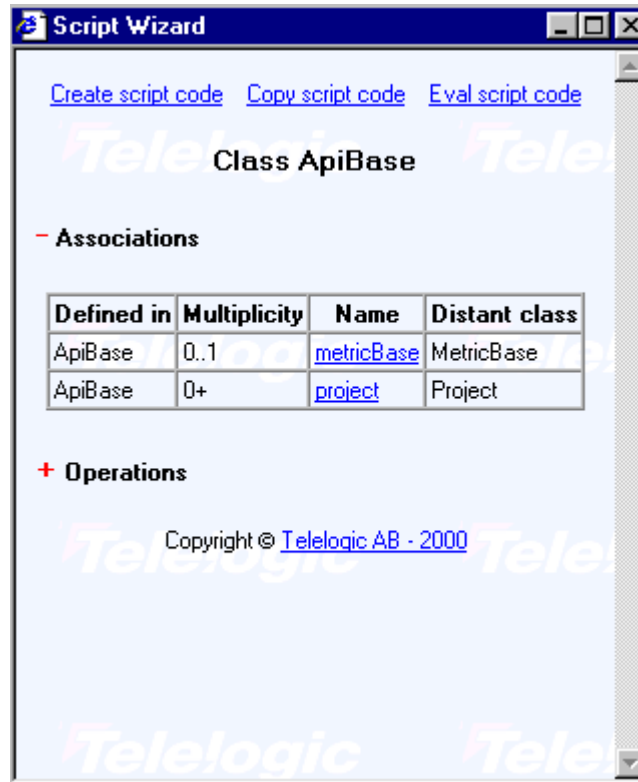 Script Wizard
Create script code Copy script code Eval script code
Class ApiBase
− Associations
Defined in Multiplicity Name Distant class
ApiBase 0..1 metricBase MetricBase
ApiBase 0+ project Project
+ Operations
Copyright © Telelogic AB - 2000
Telelogic